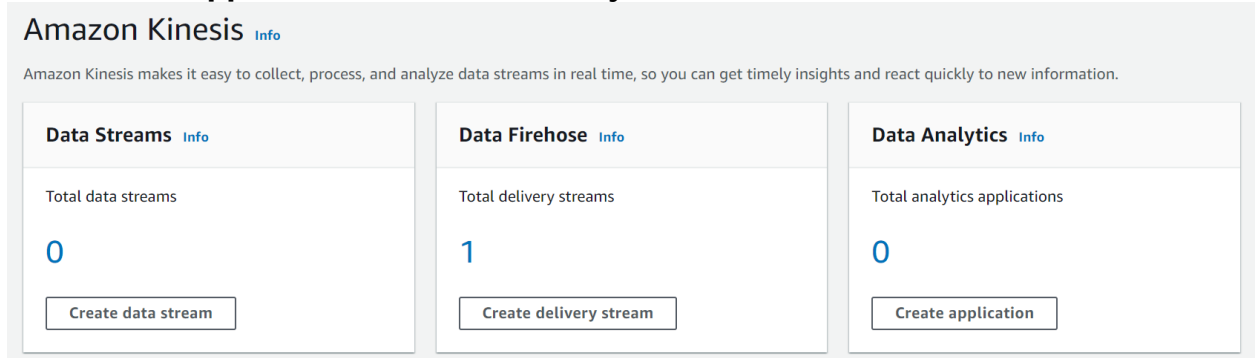 Amazon Kinesis Info
Amazon Kinesis makes it easy to collect, process, and analyze data streams in real time, so you can get timely insights and react quickly to new information.
Data Streams Info
Total data streams
0
Create data stream
Data Firehose Info
Total delivery streams
1
Create delivery stream
Data Analytics Info
Total analytics applications
0
Create application